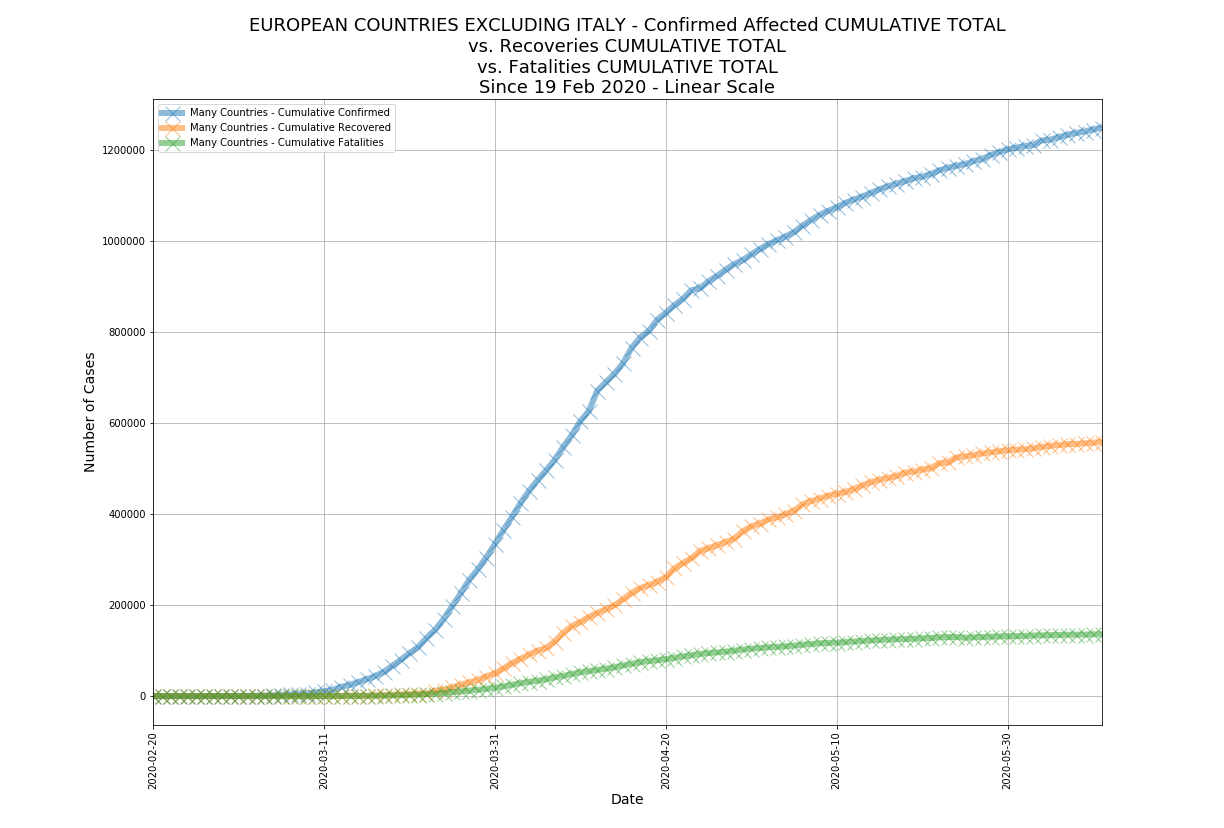 EUROPEAN COUNTRIES EXCLUDING ITALY - Confirmed Affected CUMULATIVE TOTAL
vs. Recoveries CUMULATIVE TOTAL
vs. Fatalities CUMULATIVE TOTAL
Since 19 Feb 2020 - Linear Scale
Many Countries - Cumulative Confirmed
Many Countries - Cumulative Recovered
Many Countries - Cumulative Fatalities
Number of Cases
1200000
1000000
800000
600000
400000
200000
0
2020-02-20
2020-03-11
2020-03-31
2020-04-20
2020-05-10
2020-05-30
Date